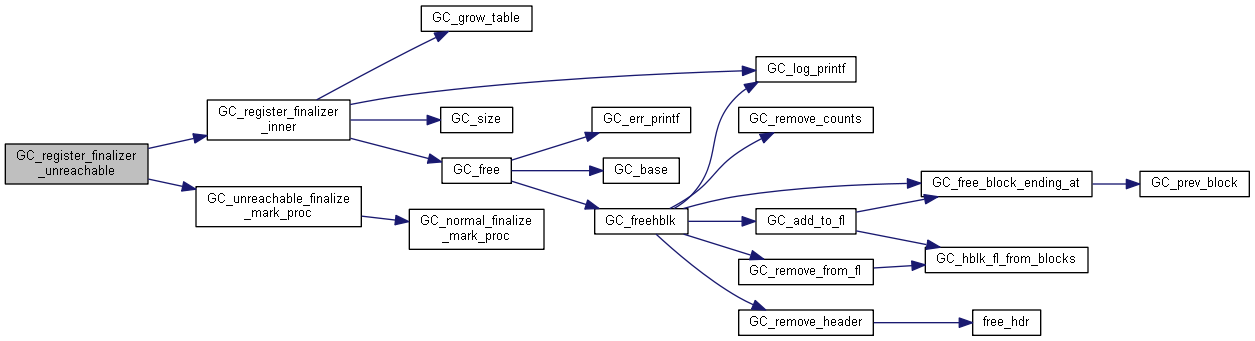 GC_grow_table
GC_log_printf
GC_register_finalizer
_inner
GC_size
GC_err_printf
GC_remove_counts
GC_register_finalizer
_unreachable
GC_free
GC_base
GC_free_block_ending_at
GC_prev_block
GC_unreachable_finalize
_mark_proc
GC_normal_finalize
_mark_proc
GC_freehblk
GC_add_to_fl
GC_hblk_fl_from_blocks
GC_remove_from_fl
GC_remove_header
free_hdr